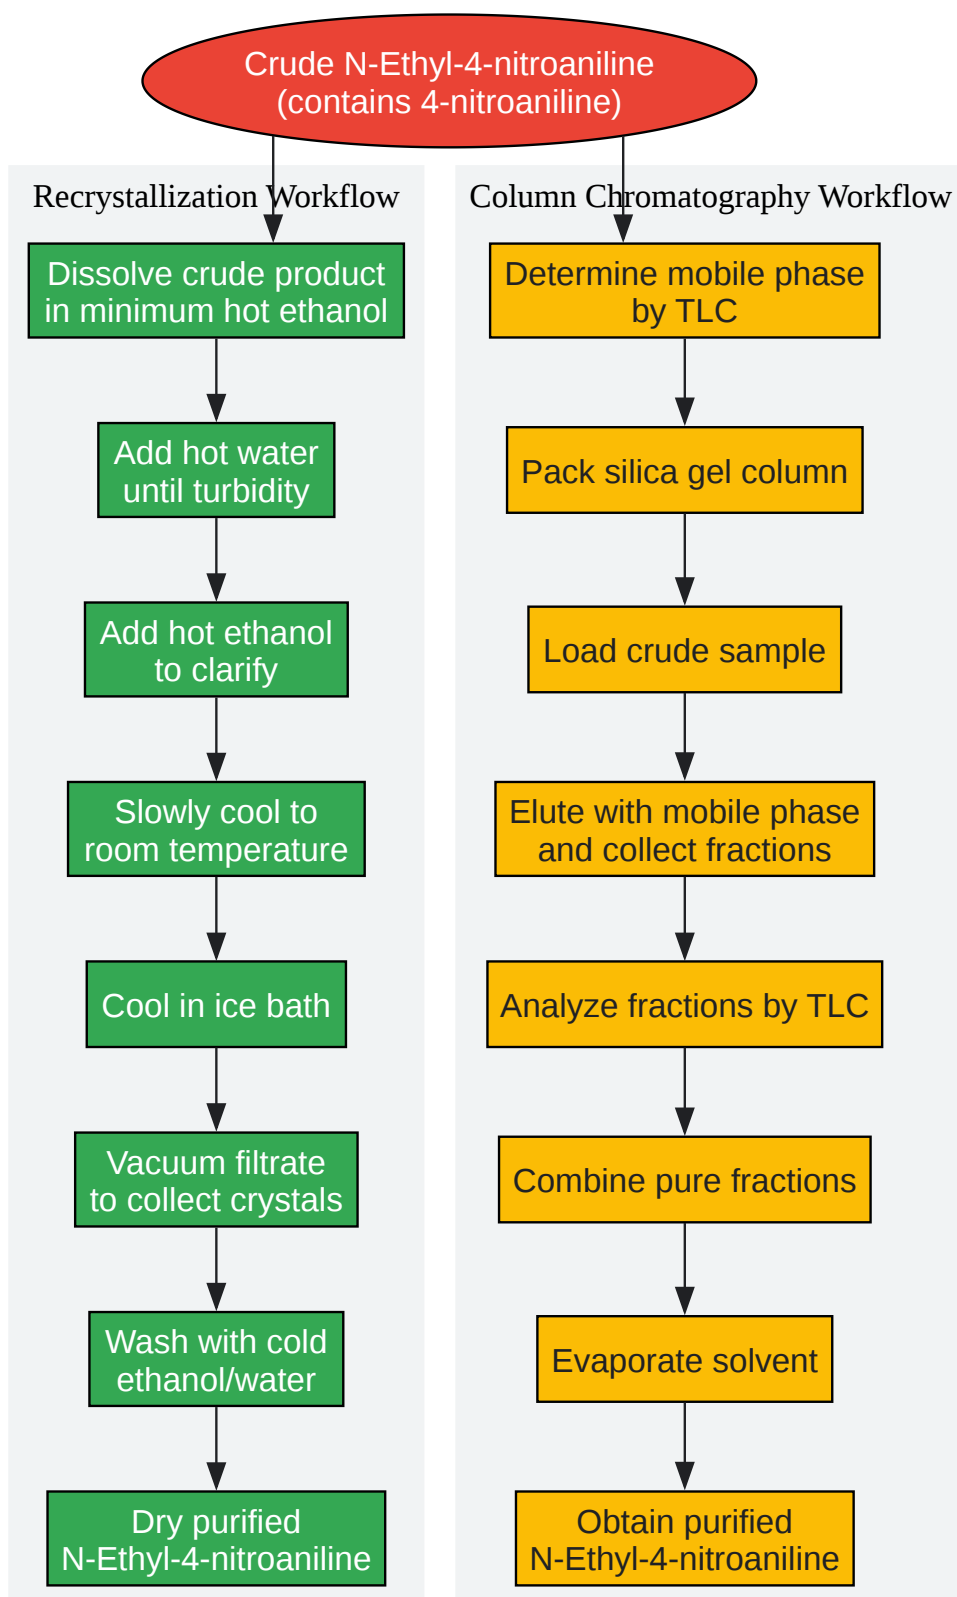 Crude N-Ethyl-4-nitroaniline
(contains 4-nitroaniline)
Recrystallization Workflow
Dissolve crude product
in minimum hot ethanol
Add hot water
until turbidity
Add hot ethanol
to clarify
Slowly cool to
room temperature
Cool in ice bath
Vacuum filtrate
to collect crystals
Wash with cold
ethanol/water
Dry purified
N-Ethyl-4-nitroaniline
Column Chromatography Workflow
Determine mobile phase
by TLC
Pack silica gel column
Load crude sample
Elute with mobile phase
and collect fractions
Analyze fractions by TLC
Combine pure fractions
Evaporate solvent
Obtain purified
N-Ethyl-4-nitroaniline